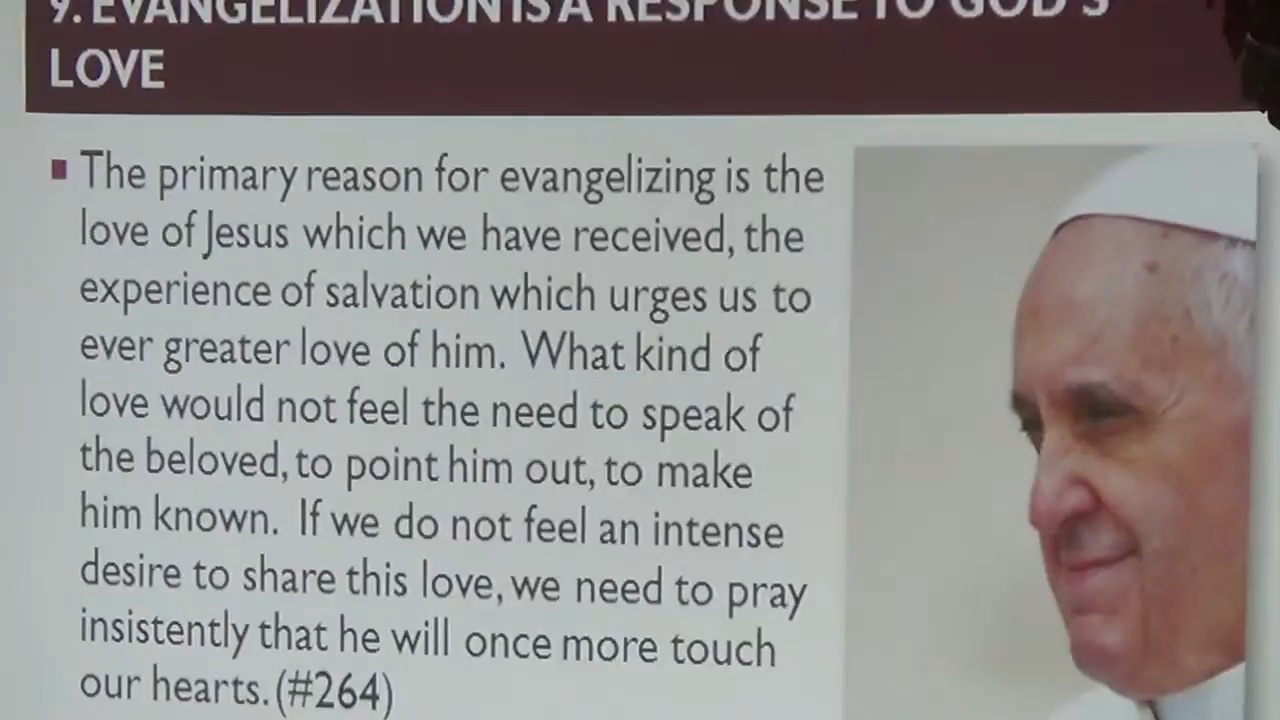 9. EVANGELIZATION IS A RESPONSE TO GOD'S
LOVE
The primary reason for evangelizing is the
love of Jesus which we have received, the
experience of salvation which urges us to
ever greater love of him. What kind of
love would not feel the need to speak of
the beloved, to point him out, to make
him known. If we do not feel an intense
desire to share this love, we need to pray
insistently that he will once more touch
our hearts. (#264)